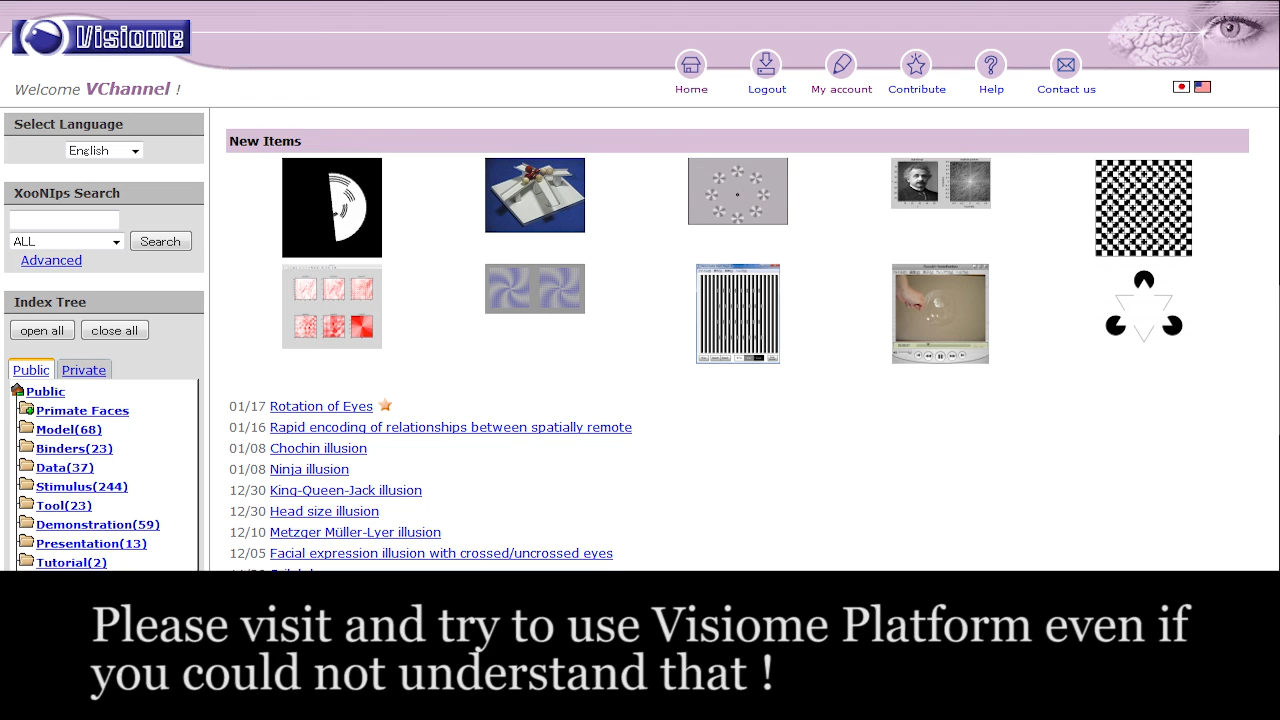 Visiome
Welcome VChannel !
Home
Logout
My account
Contribute
Help
Contact us
Select Language
English
XooNIps Search
ALL
Search
Advanced
Index Tree
open all
close all
Public
Private
Public
Primate Faces
Model(68)
Binders(23)
Data(37)
Stimulus(244)
Tool(23)
Demonstration(59)
Presentation(13)
Tutorial(2)
New Items
01/17 Rotation of Eyes
01/16 Rapid encoding of relationships between spatially remote
01/08 Chochin illusion
01/08 Ninja illusion
12/30 King-Queen-Jack illusion
12/30 Head size illusion
12/10 Metzger Müller-Lyer illusion
12/05 Facial expression illusion with crossed/uncrossed eyes
Please visit and try to use Visiome Platform even if
you could not understand that !